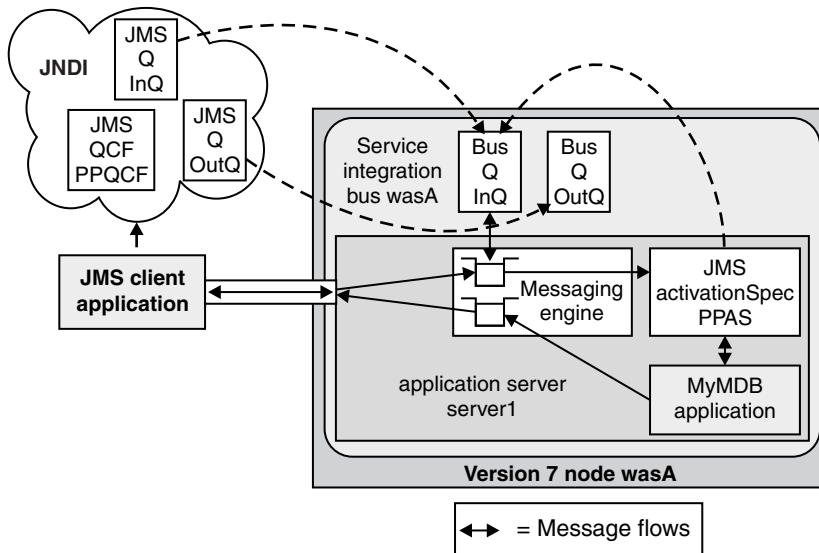 JNDI
JMS
Q
InQ
JMS
QCF
PPQCF
JMS
Q
OutQ
JMS client
application
Service
integration
bus wasA
Bus
Q
InQ
Bus
Q
OutQ
Messaging
engine
JMS
activationSpec
PPAS
application server
server1
MyMDB
application
Version 7 node wasA
= Message flows